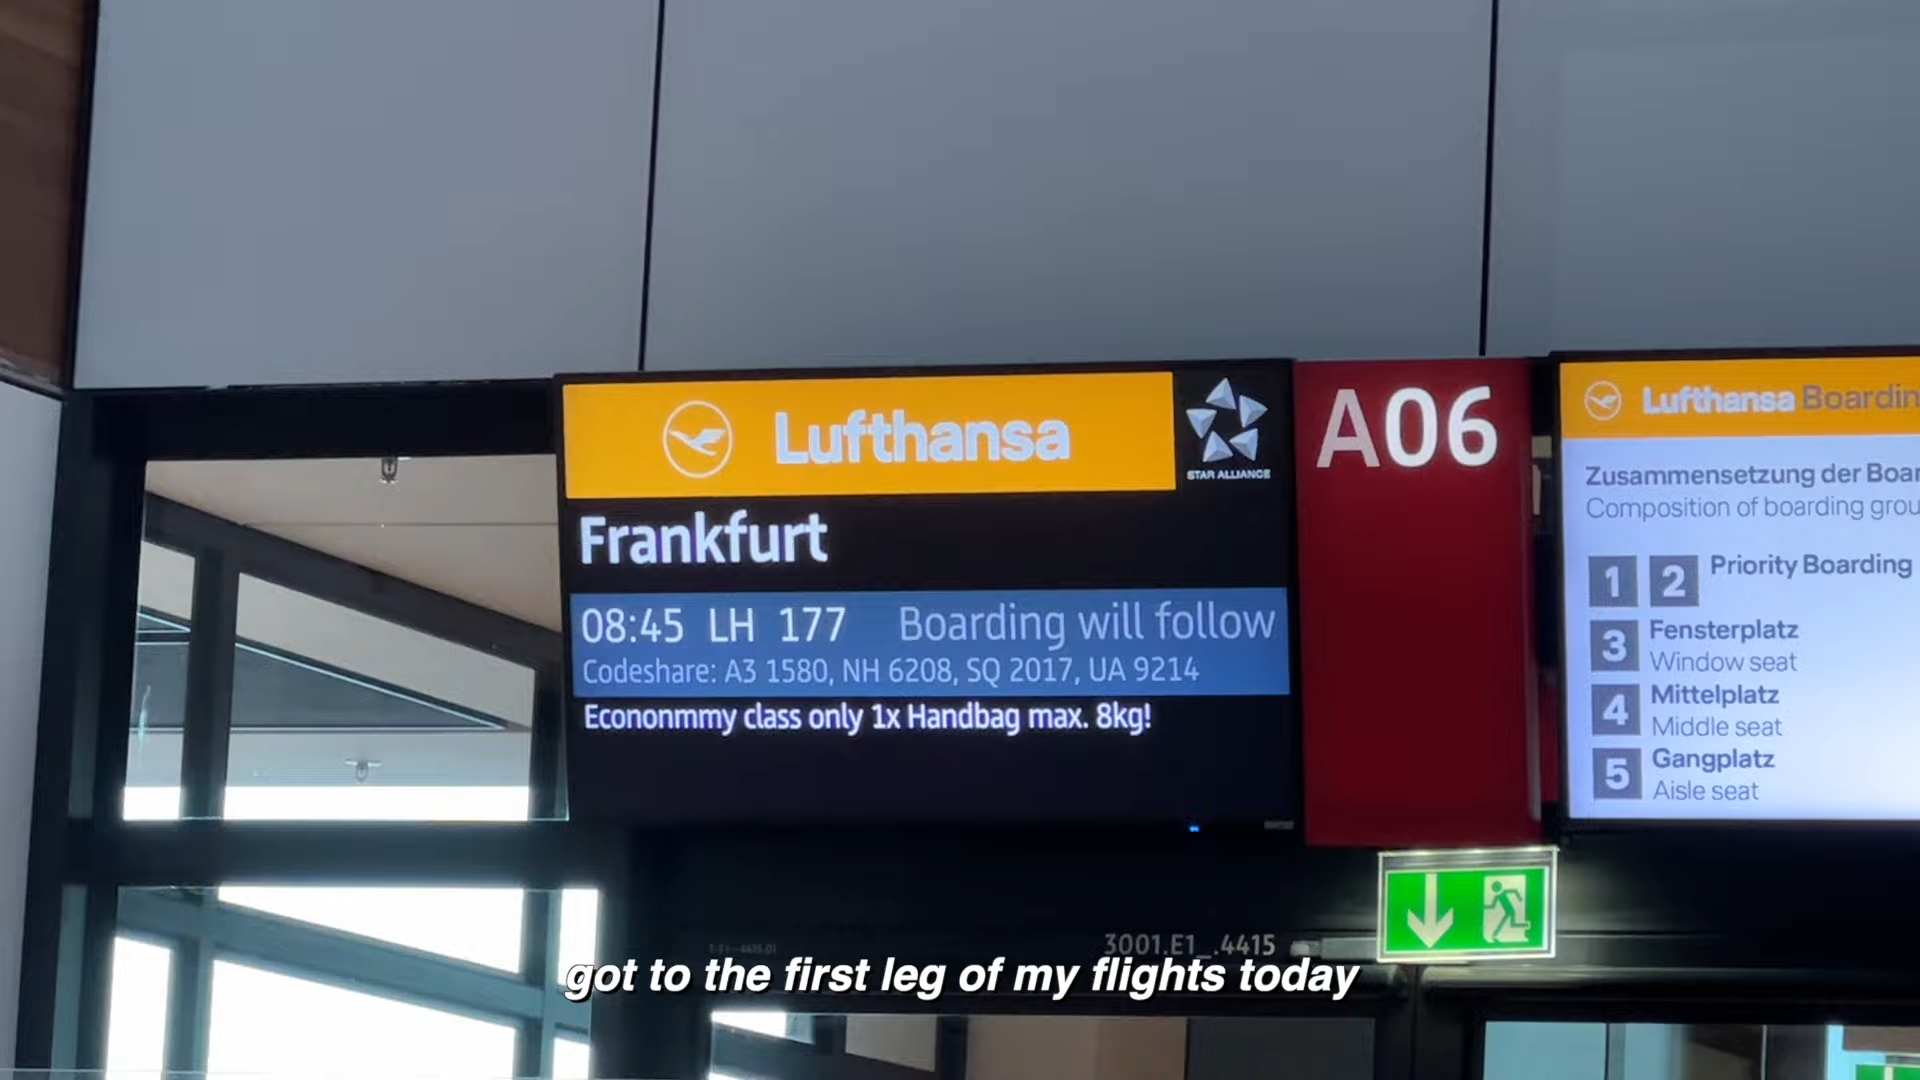 Lufthansa
STAR ALLIANCE
Frankfurt
08:45 LH 177 Boarding will follow
Codeshare: A3 1580, NH 6208, SQ 2017, UA 9214
Econonmmy class only 1x Handbag max. 8kg!
A06
Lufthansa Boardin
Zusammensetzung der Boar
Composition of boarding grou
1 2 Priority Boarding
3 Fensterplatz
Window seat
4 Mittelplatz
Middle seat
5 Gangplatz
Aisle seat
3001.E1_.4415
got to the first leg of my flights today